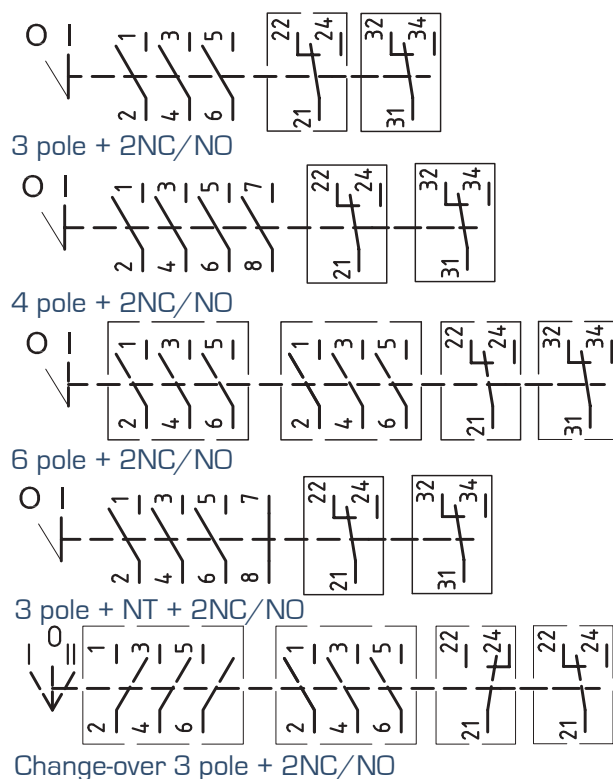 O I 1 3 5 22 24 32 34
2 4 6 21 31
3 pole + 2NC/NO
O I 1 3 5 7 22 24 32 34
2 4 6 8 21 31
4 pole + 2NC/NO
O I 1 3 5 1 3 5 22 24 32 34
2 4 6 2 4 6 21 31
6 pole + 2NC/NO
O I 1 3 5 7 22 24 32 34
2 4 6 8 21 31
3 pole + NT + 2NC/NO
I 0 II 1 3 5 1 3 5 22 24 22 24
2 4 6 2 4 6 21 21
Change-over 3 pole + 2NC/NO